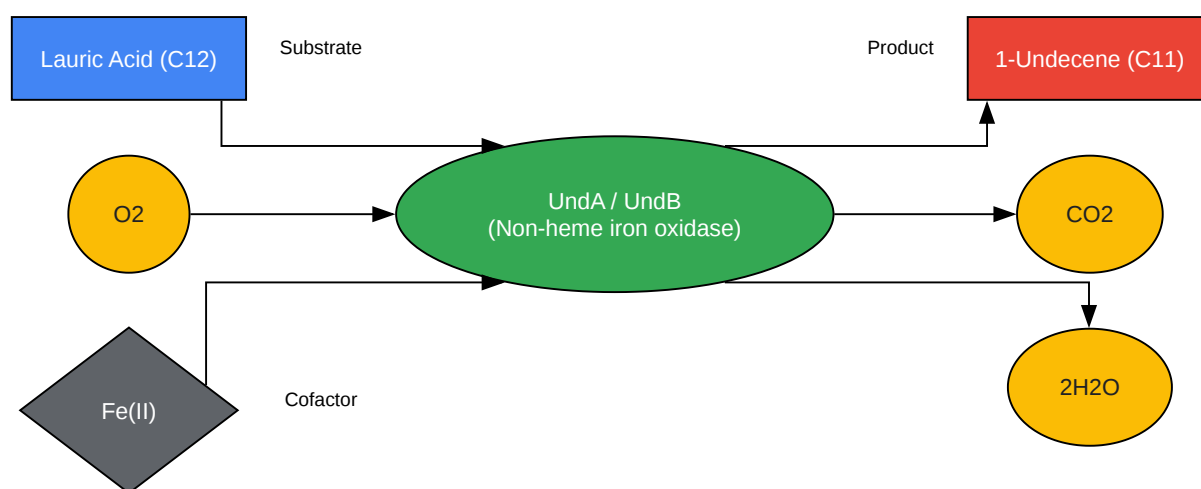 Lauric Acid (C12)
Substrate
Product
1-Undecene (C11)
O2
UndA / UndB
(Non-heme iron oxidase)
CO2
Fe(II)
Cofactor
2H2O